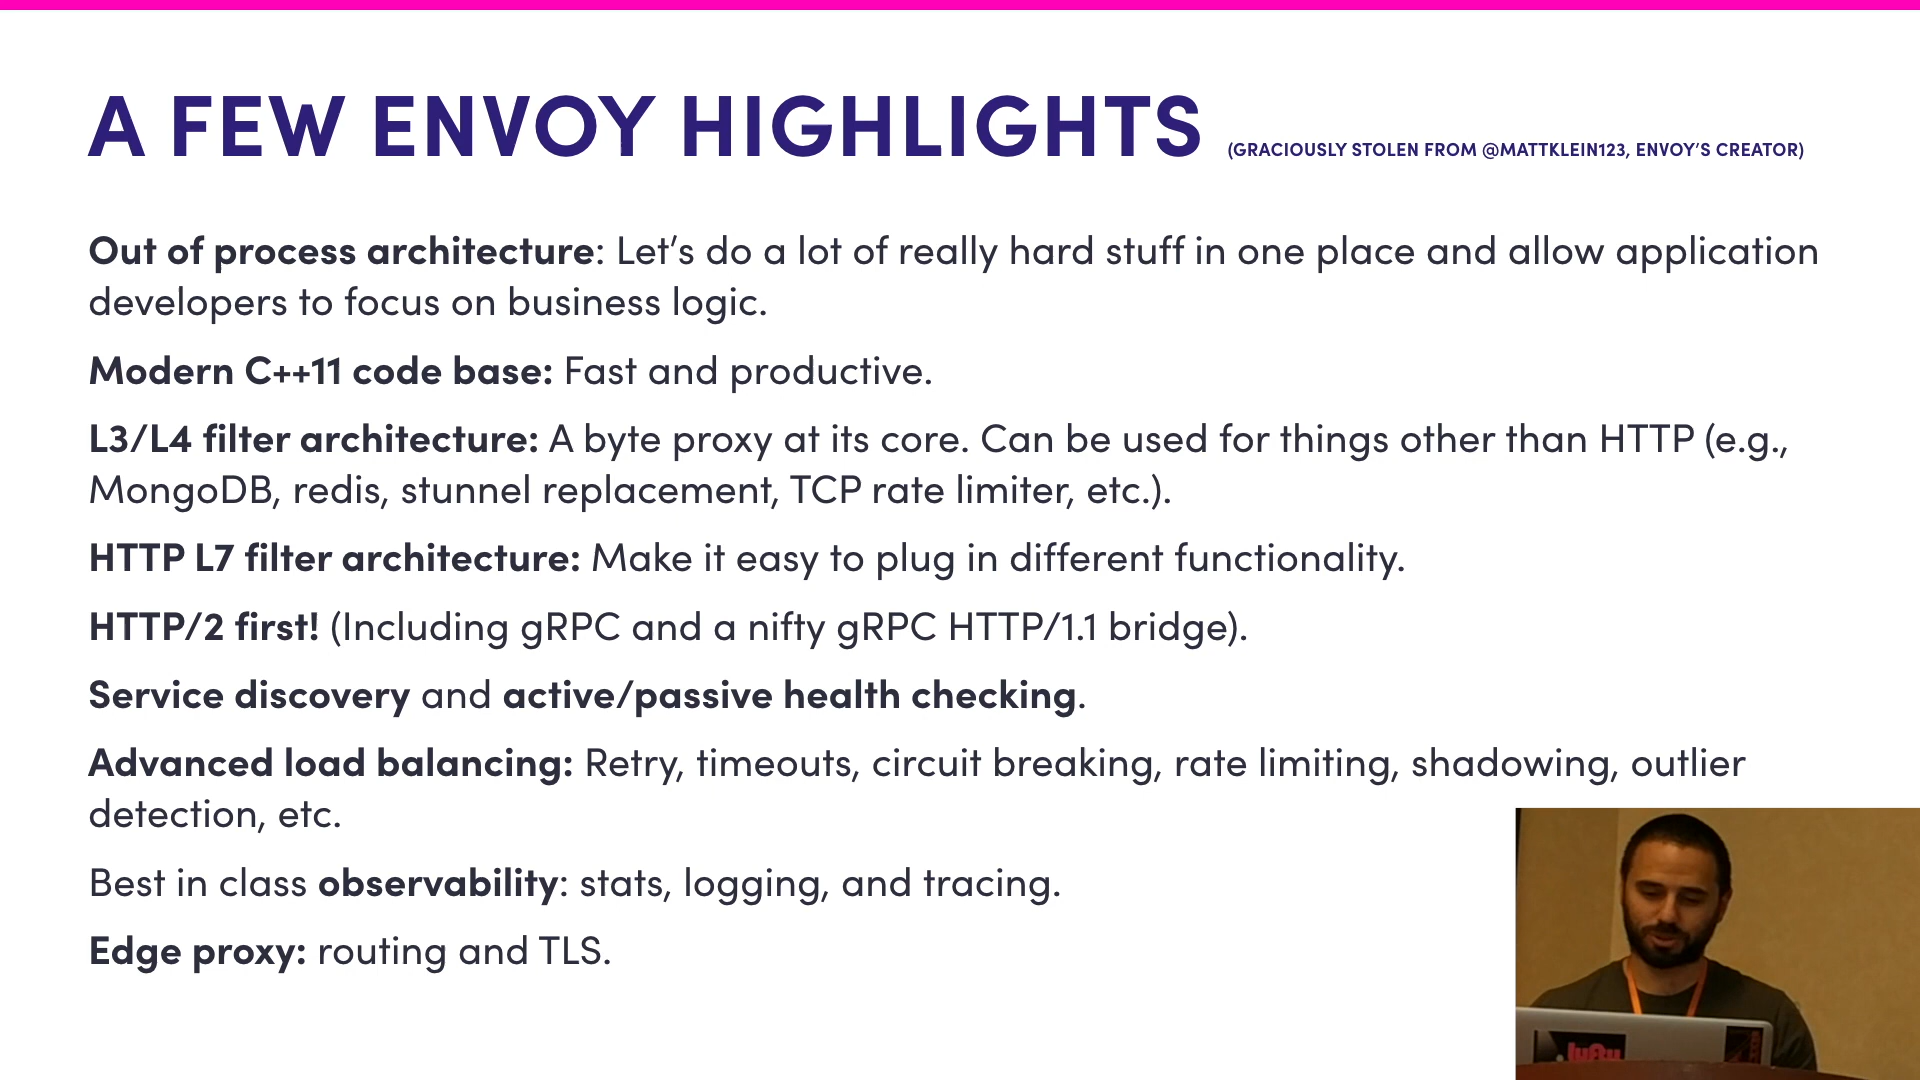 A FEW ENVOY HIGHLIGHTS (GRACIOUSLY STOLEN FROM @MATTKLEIN123, ENVOY’S CREATOR)
Out of process architecture: Let’s do a lot of really hard stuff in one place and allow application
developers to focus on business logic.
Modern C++11 code base: Fast and productive.
L3/L4 filter architecture: A byte proxy at its core. Can be used for things other than HTTP (e.g.,
MongoDB, redis, stunnel replacement, TCP rate limiter, etc.).
HTTP L7 filter architecture: Make it easy to plug in different functionality.
HTTP/2 first! (Including gRPC and a nifty gRPC HTTP/1.1 bridge).
Service discovery and active/passive health checking.
Advanced load balancing: Retry, timeouts, circuit breaking, rate limiting, shadowing, outlier
detection, etc.
Best in class observability: stats, logging, and tracing.
Edge proxy: routing and TLS.
lyft